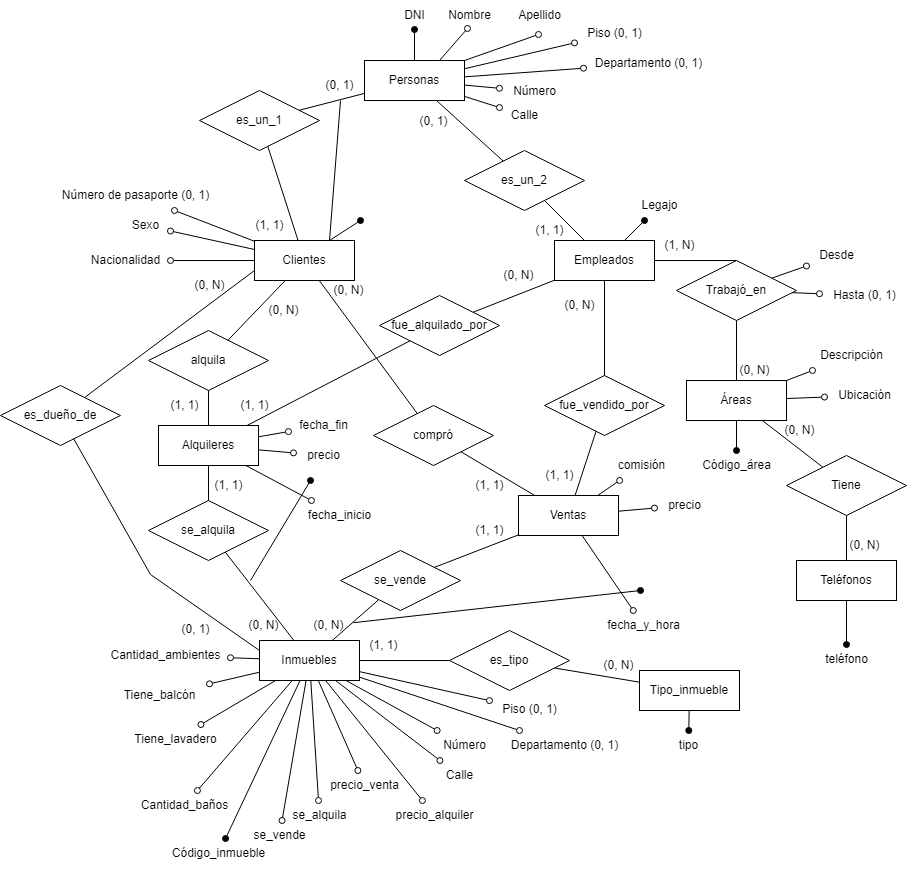 DNI
Nombre
Apellido
Piso (0, 1)
Departamento (0, 1)
Número
Calle
Personas
(0, 1)
(0, 1)
es_un_1
es_un_2
Número de pasaporte (0, 1)
Sexo
Nacionalidad
(1, 1)
Clientes
(0, N)
(0, N)
(0, N)
Legajo
(1, 1)
Empleados
(1, N)
(0, N)
(0, N)
Desde
Trabajó_en
Hasta (0, 1)
fue_alquilado_por
alquila
(0, N)
Descripción
Áreas
Ubicación
(0, N)
Código_área
es_dueño_de
(1, 1)
(1, 1)
fue_vendido_por
compró
Alquileres
fecha_fin
precio
fecha_inicio
(1, 1)
se_alquila
(1, 1)
(1, 1)
comisión
Ventas
precio
(1, 1)
fecha_y_hora
Tiene
(0, N)
Teléfonos
teléfono
se_vende
(0, 1)
(0, N)
(0, N)
(1, 1)
Inmuebles
es_tipo
(0, N)
Tipo_inmueble
tipo
Cantidad_ambientes
Tiene_balcón
Tiene_lavadero
Cantidad_baños
Código_inmueble
se_vende
se_alquila
precio_venta
precio_alquiler
Calle
Número
Departamento (0, 1)
Piso (0, 1)